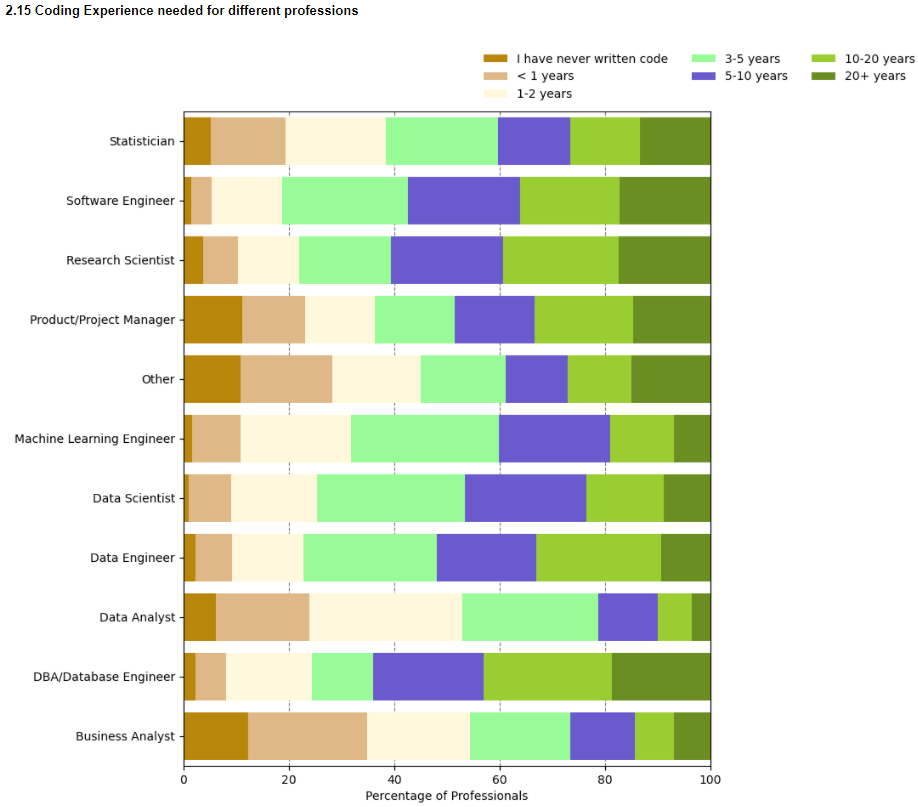 2.15 Coding Experience needed for different professions
I have never written code
< 1 years
1-2 years
3-5 years
5-10 years
10-20 years
20+ years
Statistician
Software Engineer
Research Scientist
Product/Project Manager
Other
Machine Learning Engineer
Data Scientist
Data Engineer
Data Analyst
DBA/Database Engineer
Business Analyst
0 20 40 60 80 100
Percentage of Professionals